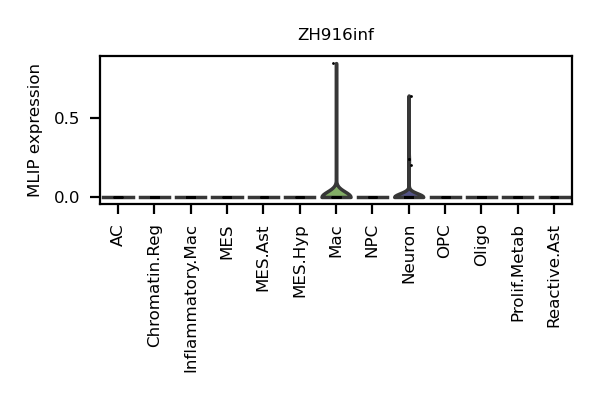 ZH916inf
MLIP expression
0.5
0.0
AC
Chromatin.Reg
Inflammatory.Mac
MES
MES.Ast
MES.Hyp
Mac
NPC
Neuron
OPC
Oligo
Prolif.Metab
Reactive.Ast